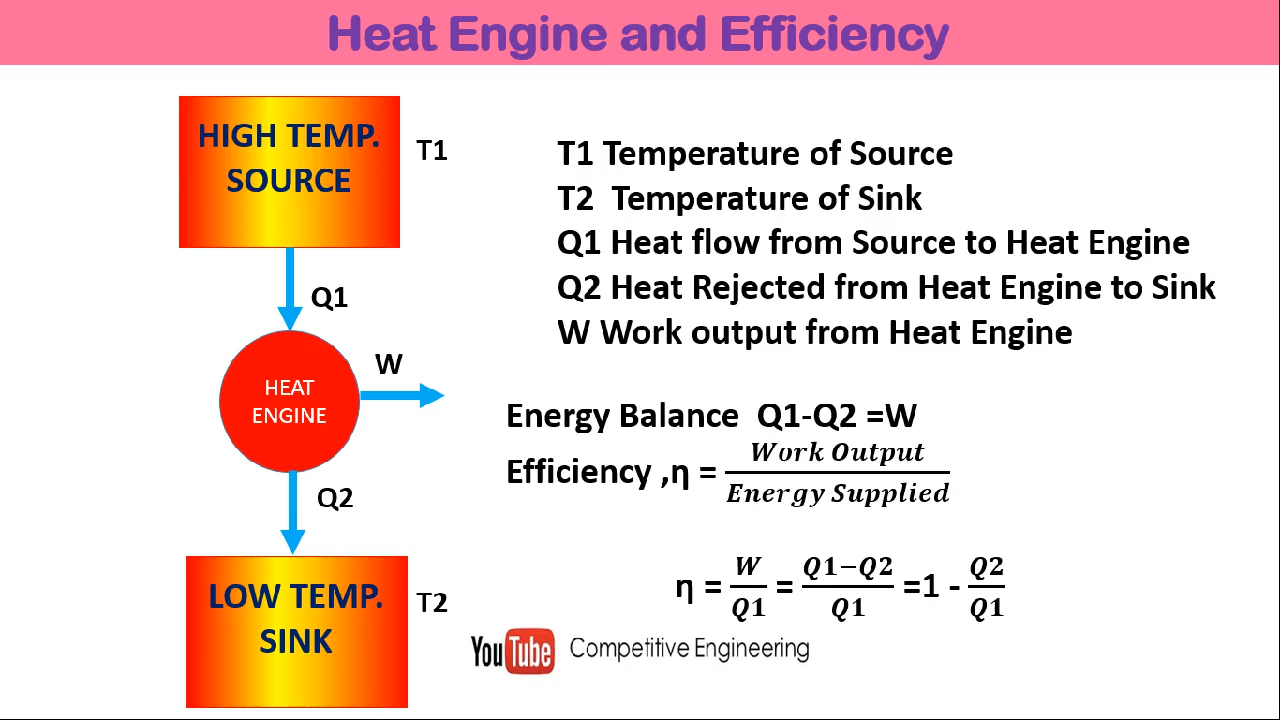 Heat Engine and Efficiency
HIGH TEMP.
SOURCE
T1
Q1
HEAT
ENGINE
W
Q2
LOW TEMP.
SINK
T2
T1 Temperature of Source
T2 Temperature of Sink
Q1 Heat flow from Source to Heat Engine
Q2 Heat Rejected from Heat Engine to Sink
W Work output from Heat Engine
Energy Balance Q1-Q2 =W
Efficiency ,η = Work Output / Energy Supplied
η = W/Q1 = Q1−Q2/Q1 =1 - Q2/Q1
YouTube Competitive Engineering